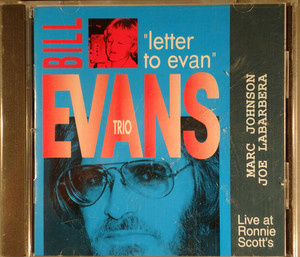 BILL
"letter
to evan"
EVANS
TRIO
MARC JOHNSON
JOE LABARBERA
Live at
Ronnie
Scott's